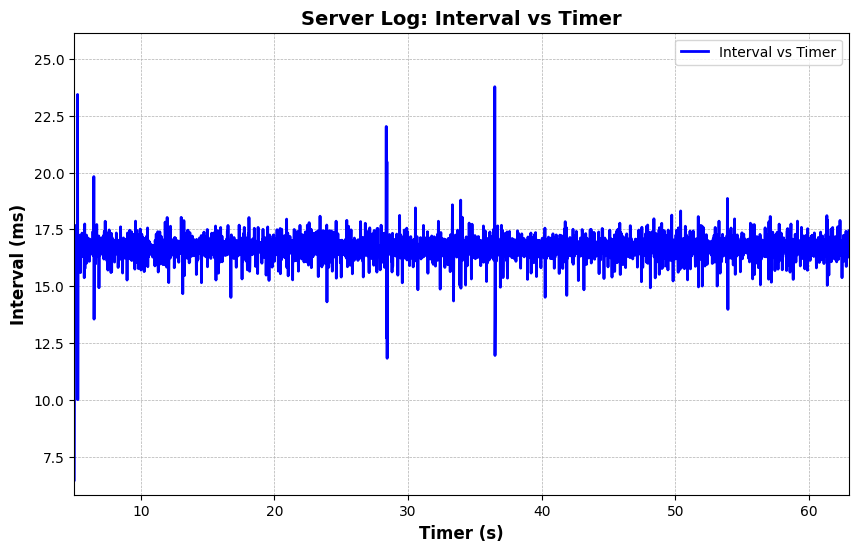 Server Log: Interval vs Timer
Interval vs Timer
25.0
22.5
20.0
17.5
15.0
12.5
10.0
7.5
Interval (ms)
10 20 30 40 50 60
Timer (s)